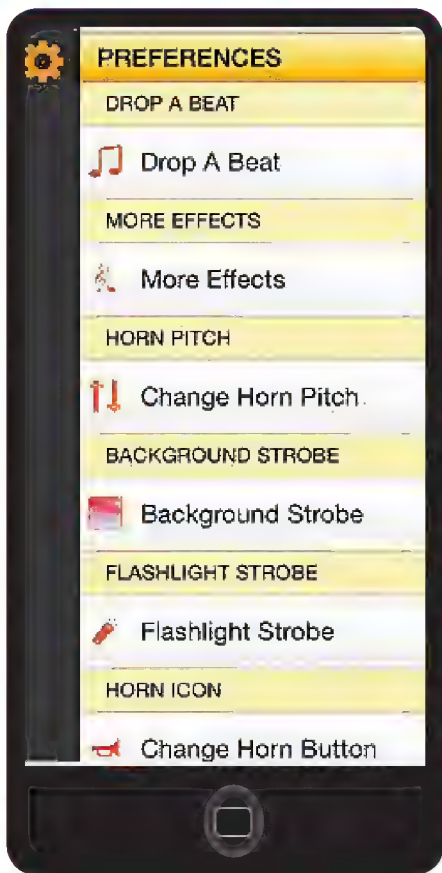 PREFERENCES
DROP A BEAT
Drop A Beat
MORE EFFECTS
More Effects
HORN PITCH
Change Horn Pitch
BACKGROUND STROBE
Background Strobe
FLASHLIGHT STROBE
Flashlight Strobe
HORN ICON
Change Horn Button